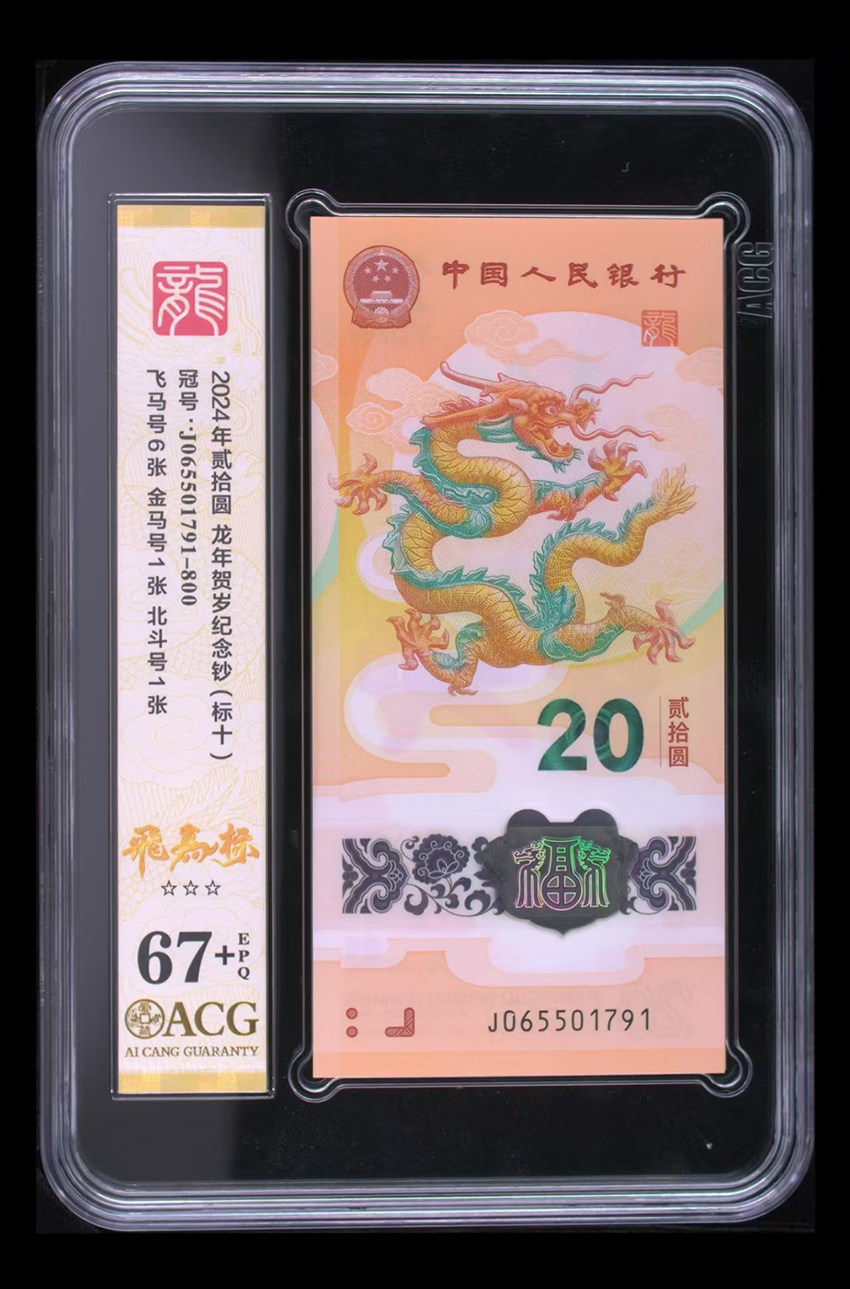 龍
2024年贰拾圆 龙年贺岁纪念钞(标十)
冠号:J065501791-800
飞马号6张 金马号1张 北斗号1张
飛馬标
☆☆☆
67+EPQ
ACG
AI CANG GUARANTY
中国人民银行
龍
20
贰拾圆
福
J065501791
ACG